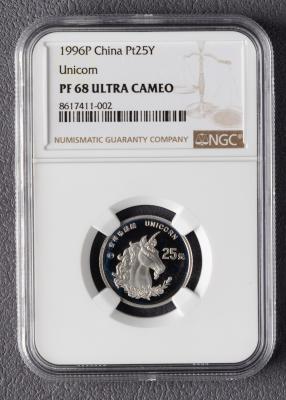 1996P China Pt25Y
Unicorn
PF 68 ULTRA CAMEO
8617411-002
NUMISMATIC GUARANTY COMPANY
NGC®
UNICORN
25元